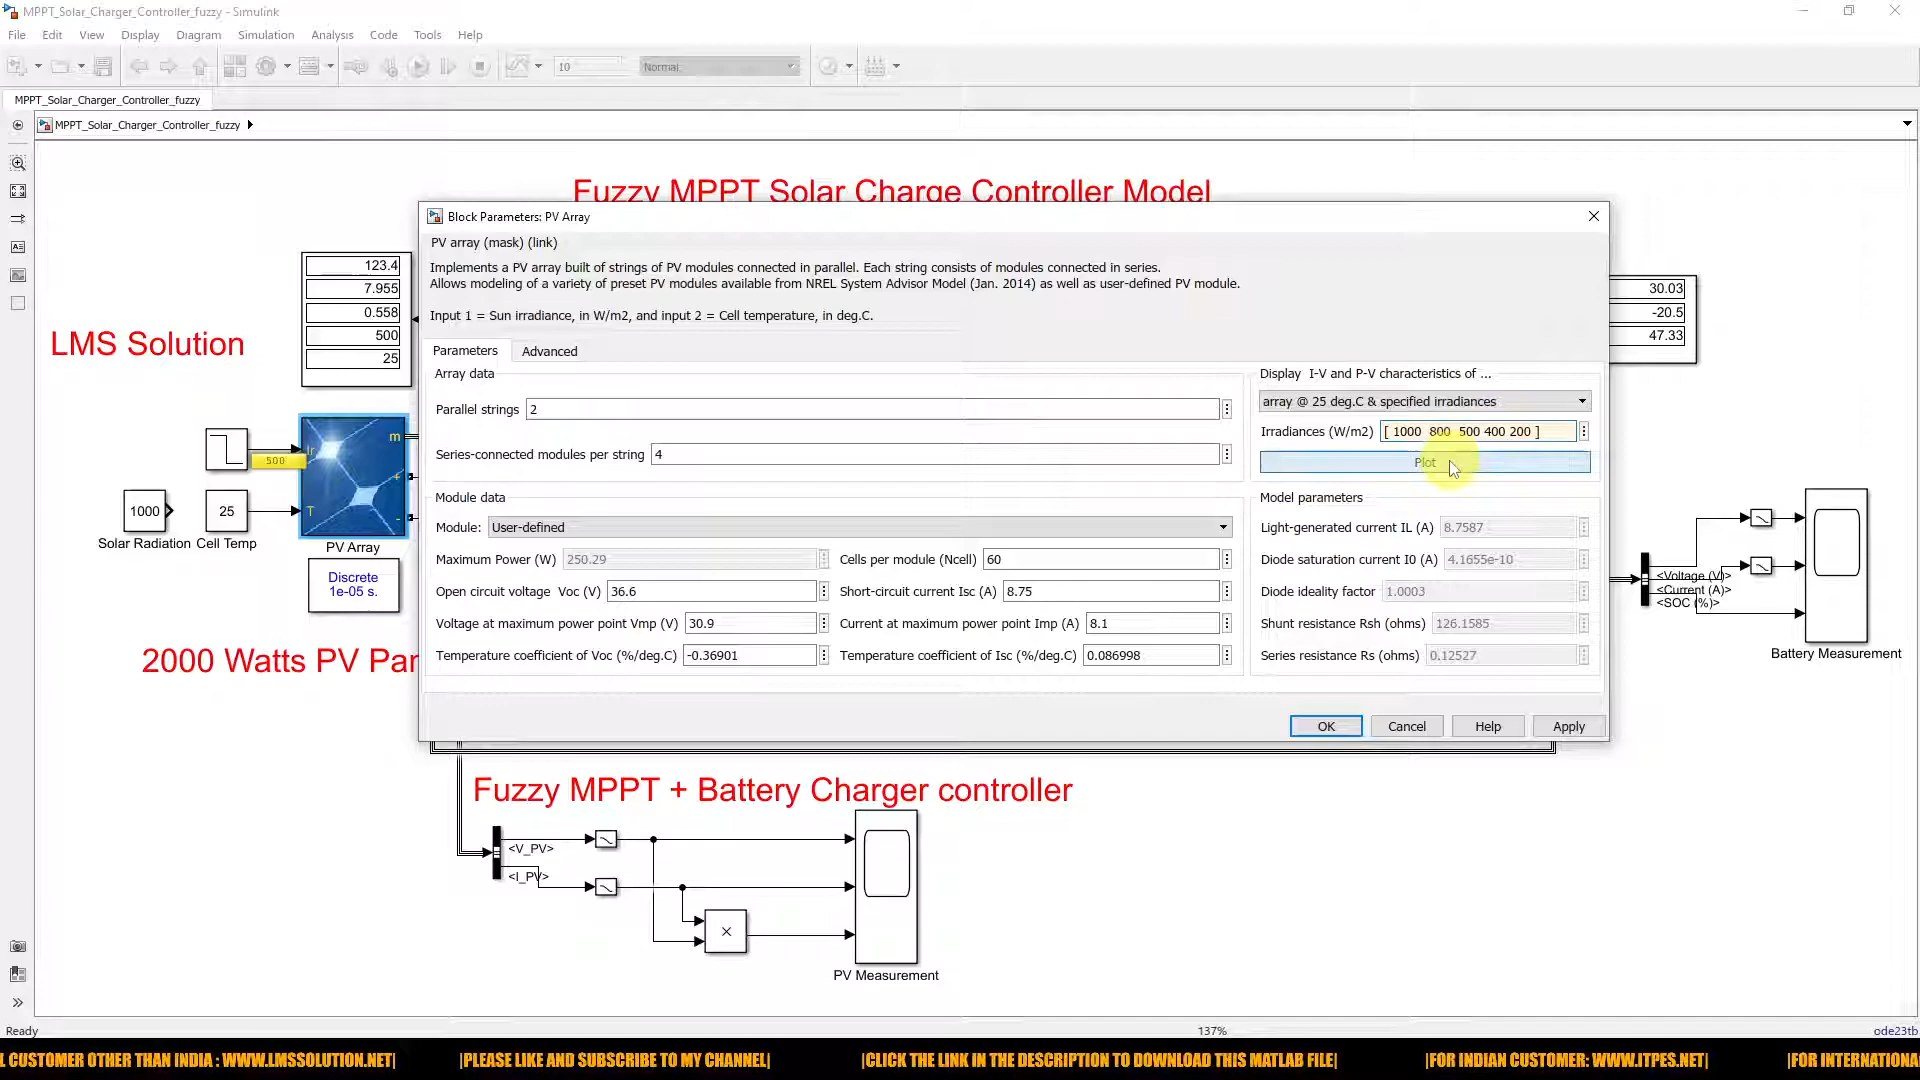 MPPT_Solar_Charger_Controller_fuzzy - Simulink
File Edit View Display Diagram Simulation Analysis Code Tools Help
10 Normal
MPPT_Solar_Charger_Controller_fuzzy
MPPT_Solar_Charger_Controller_fuzzy
Fuzzy MPPT Solar Charge Controller Model
Block Parameters: PV Array
PV array (mask) (link)
Implements a PV array built of strings of PV modules connected in parallel. Each string consists of modules connected in series.
Allows modeling of a variety of preset PV modules available from NREL System Advisor Model (Jan. 2014) as well as user-defined PV module.
Input 1 = Sun irradiance, in W/m2, and input 2 = Cell temperature, in deg.C.
Parameters Advanced
Array data
Parallel strings 2
Series-connected modules per string 4
Display I-V and P-V characteristics of ...
array @ 25 deg.C & specified irradiances
Irradiances (W/m2) [ 1000 800 500 400 200 ]
Plot
Module data
Module: User-defined
Maximum Power (W) 250.29
Cells per module (Ncell) 60
Open circuit voltage Voc (V) 36.6
Short-circuit current Isc (A) 8.75
Voltage at maximum power point Vmp (V) 30.9
Current at maximum power point Imp (A) 8.1
Temperature coefficient of Voc (%/deg.C) -0.36901
Temperature coefficient of Isc (%/deg.C) 0.086998
Model parameters
Light-generated current IL (A) 8.7587
Diode saturation current I0 (A) 4.1655e-10
Diode ideality factor 1.0003
Shunt resistance Rsh (ohms) 126.1585
Series resistance Rs (ohms) 0.12527
OK Cancel Help Apply
123.4
7.955
0.558
500
25
LMS Solution
30.03
-20.5
47.33
500
Ir
m
+
T
-
1000
25
Solar Radiation
Cell Temp
PV Array
Discrete
1e-05 s.
2000 Watts PV Par
<Voltage (V)>
<Current (A)>
<SOC (%)>
Battery Measurement
Fuzzy MPPT + Battery Charger controller
<V_PV>
<I_PV>
×
PV Measurement
Ready 137% ode23tb
L CUSTOMER OTHER THAN INDIA : WWW.LMSSOLUTION.NET| |PLEASE LIKE AND SUBSCRIBE TO MY CHANNEL| |CLICK THE LINK IN THE DESCRIPTION TO DOWNLOAD THIS MATLAB FILE| |FOR INDIAN CUSTOMER: WWW.ITPES.NET| |FOR INTERNATIONA